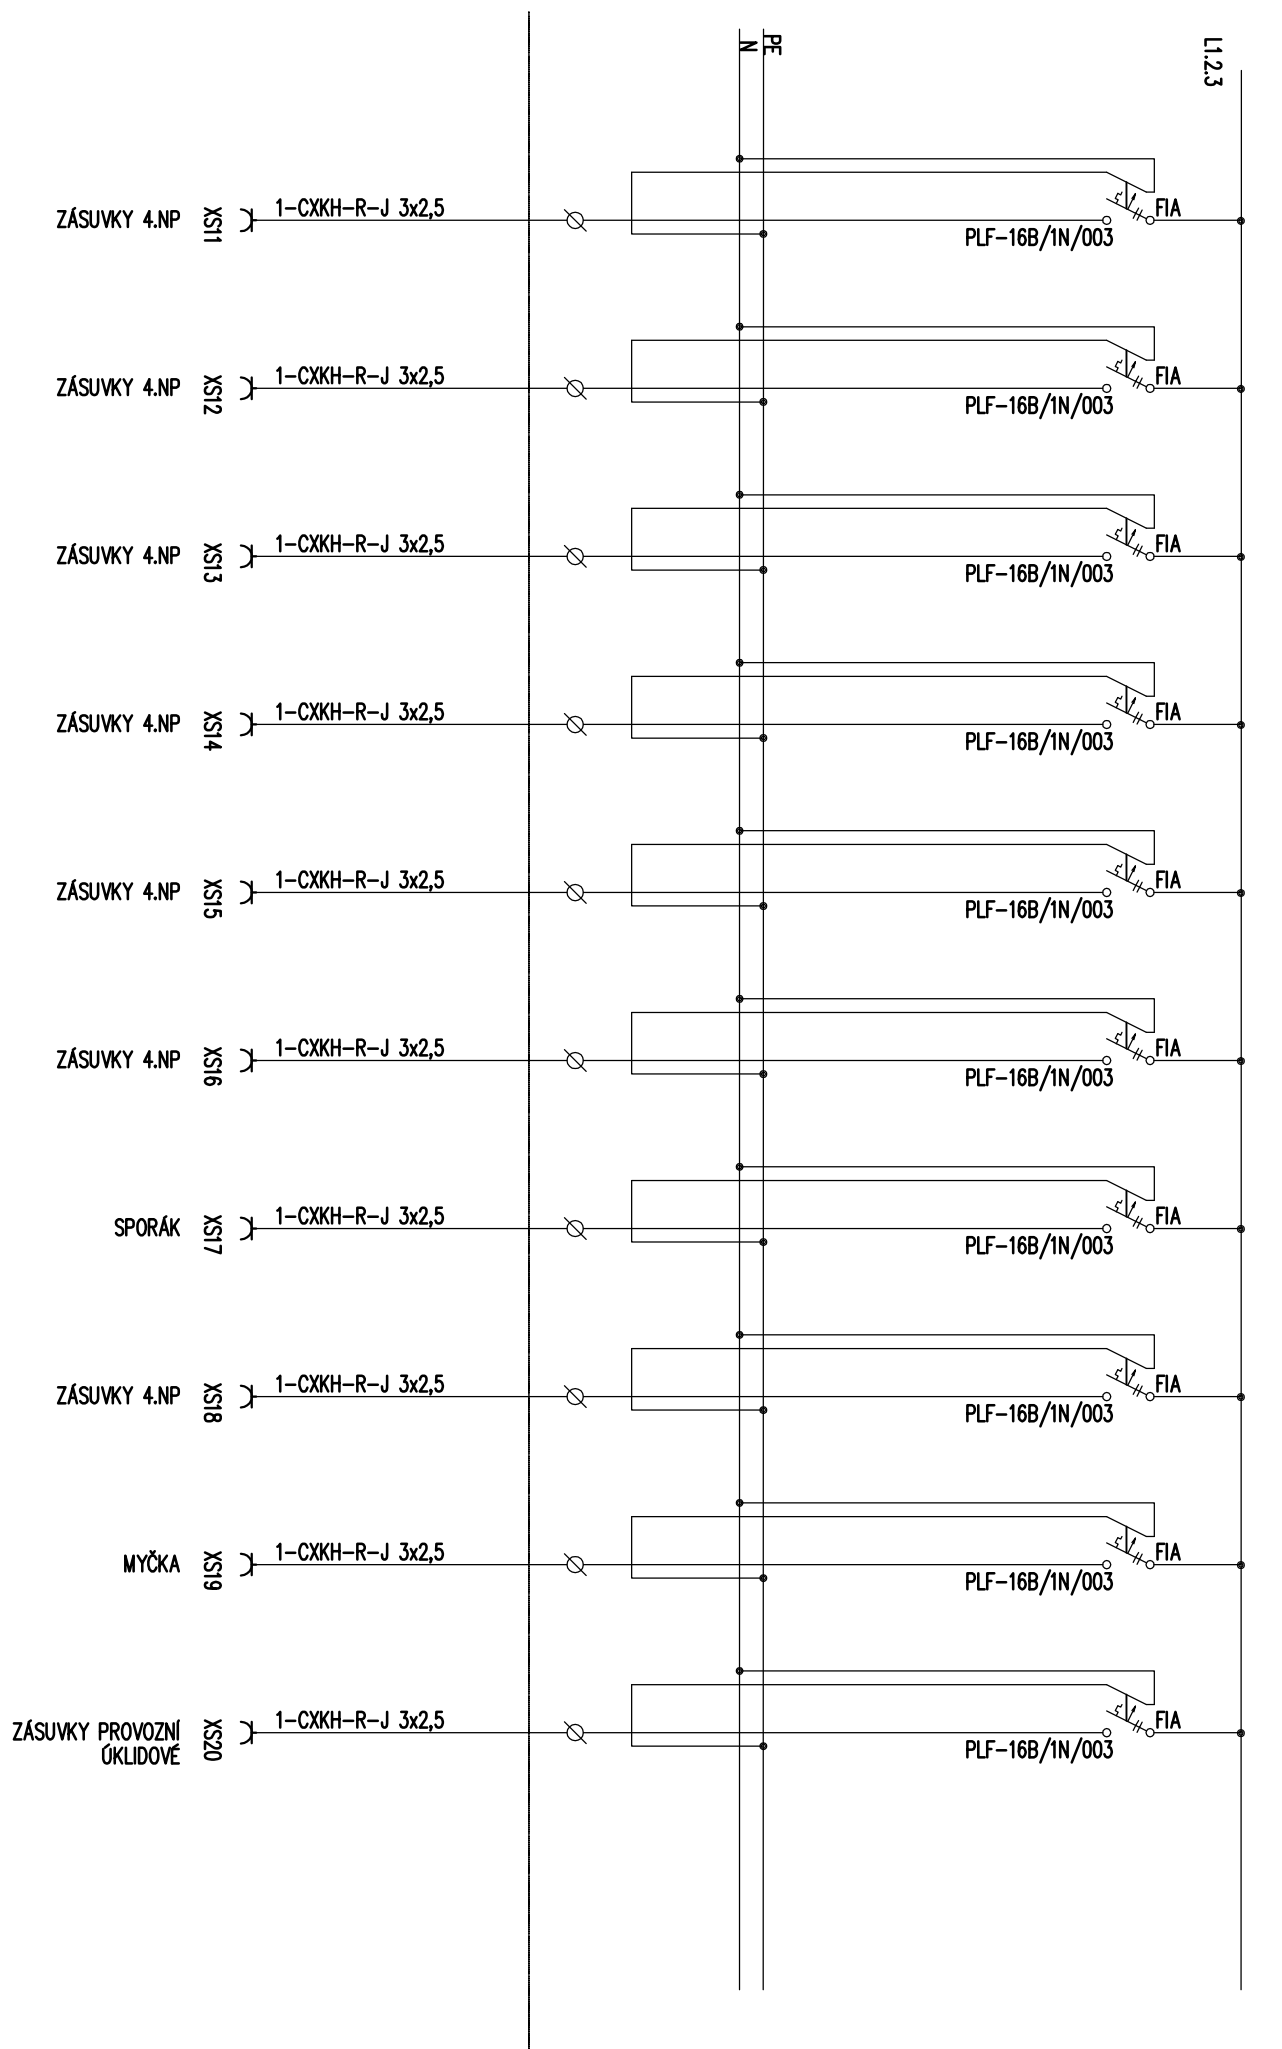 PE
N
L1.2.3
ZÁSUVKY 4.NP
XS11
1-CXKH-R-J 3x2,5
FIA
PLF-16B/1N/003
ZÁSUVKY 4.NP
XS12
1-CXKH-R-J 3x2,5
FIA
PLF-16B/1N/003
ZÁSUVKY 4.NP
XS13
1-CXKH-R-J 3x2,5
FIA
PLF-16B/1N/003
ZÁSUVKY 4.NP
XS14
1-CXKH-R-J 3x2,5
FIA
PLF-16B/1N/003
ZÁSUVKY 4.NP
XS15
1-CXKH-R-J 3x2,5
FIA
PLF-16B/1N/003
ZÁSUVKY 4.NP
XS16
1-CXKH-R-J 3x2,5
FIA
PLF-16B/1N/003
SPORÁK
XS17
1-CXKH-R-J 3x2,5
FIA
PLF-16B/1N/003
ZÁSUVKY 4.NP
XS18
1-CXKH-R-J 3x2,5
FIA
PLF-16B/1N/003
MYČKA
XS19
1-CXKH-R-J 3x2,5
FIA
PLF-16B/1N/003
ZÁSUVKY PROVOZNÍ
ÚKLIDOVÉ
XS20
1-CXKH-R-J 3x2,5
FIA
PLF-16B/1N/003